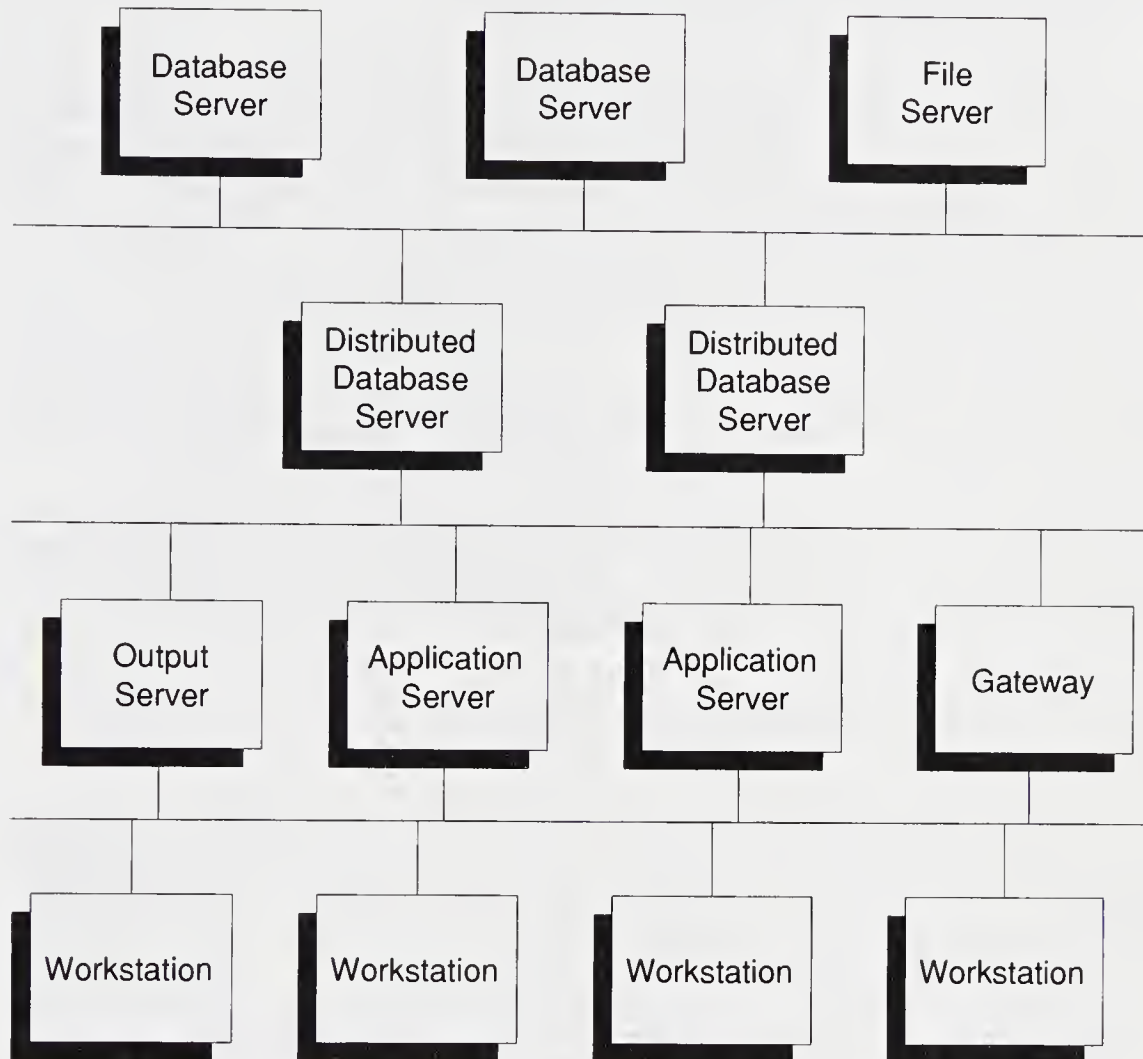 Database
Server
Database
Server
File
Server
Distributed
Database
Server
Distributed
Database
Server
Output
Server
Application
Server
Application
Server
Gateway
Workstation
Workstation
Workstation
Workstation